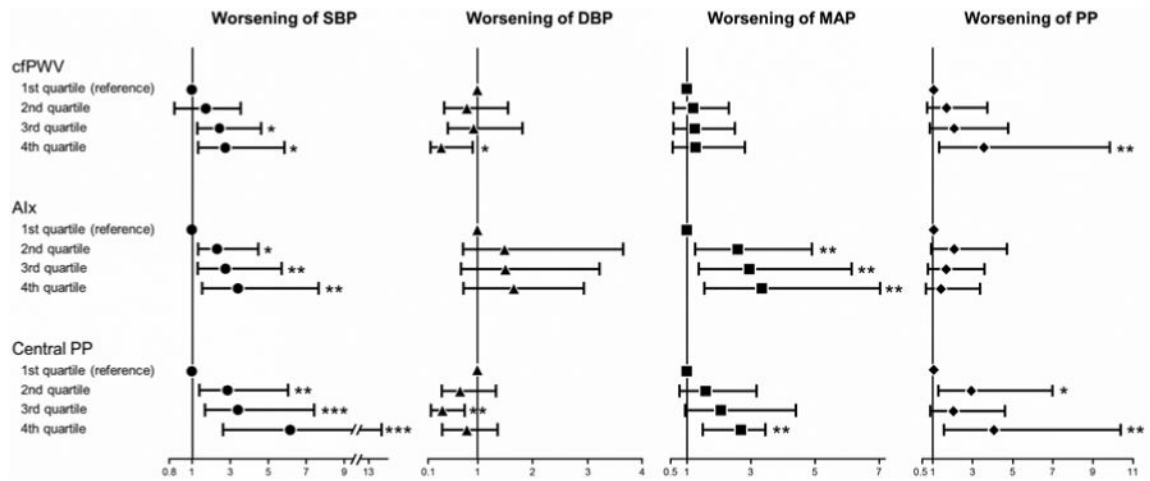 Worsening of SBP Worsening of DBP Worsening of MAP Worsening of PP
cfPWV
1st quartile (reference)
2nd quartile
3rd quartile * 
4th quartile * * **
AIx
1st quartile (reference)
2nd quartile * **
3rd quartile ** **
4th quartile ** **
Central PP
1st quartile (reference)
2nd quartile ** *
3rd quartile *** **
4th quartile *** ** **
0.8 1 3 5 9 13 0.1 1 2 3 4 0.5 1 3 5 7 0.5 1 3 5 7 9 11